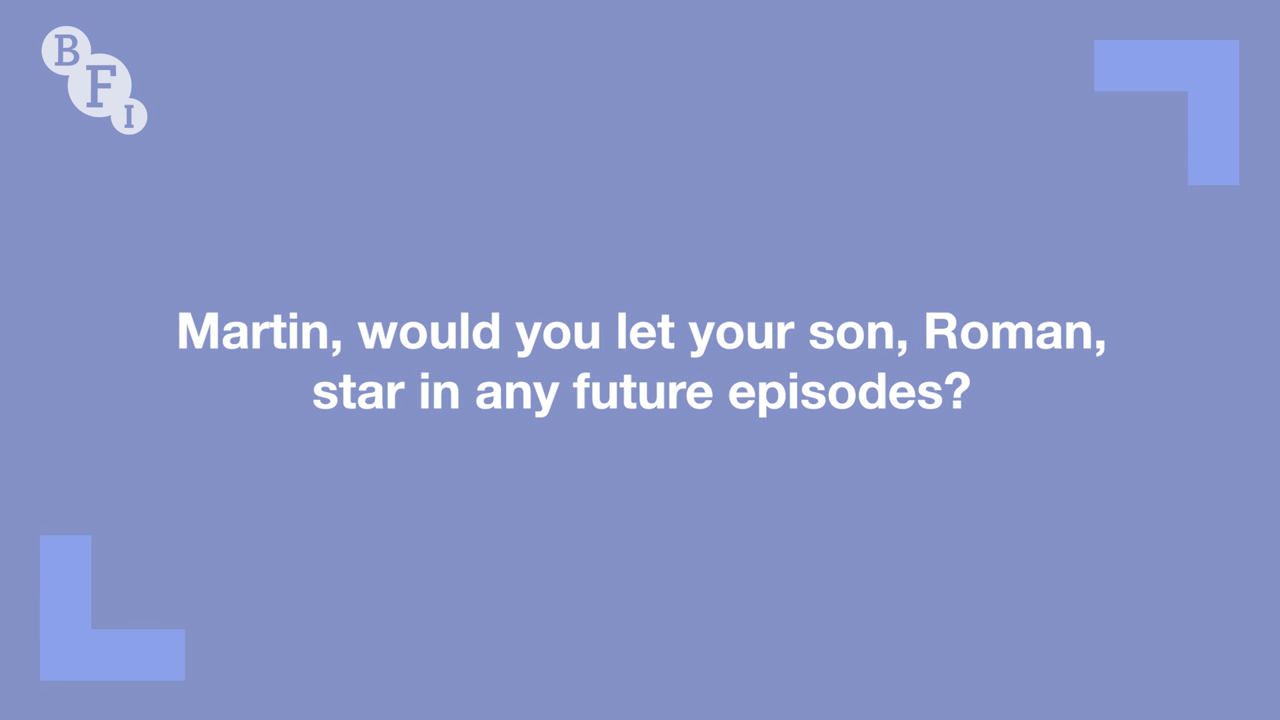 BFI
Martin, would you let your son, Roman,
star in any future episodes?